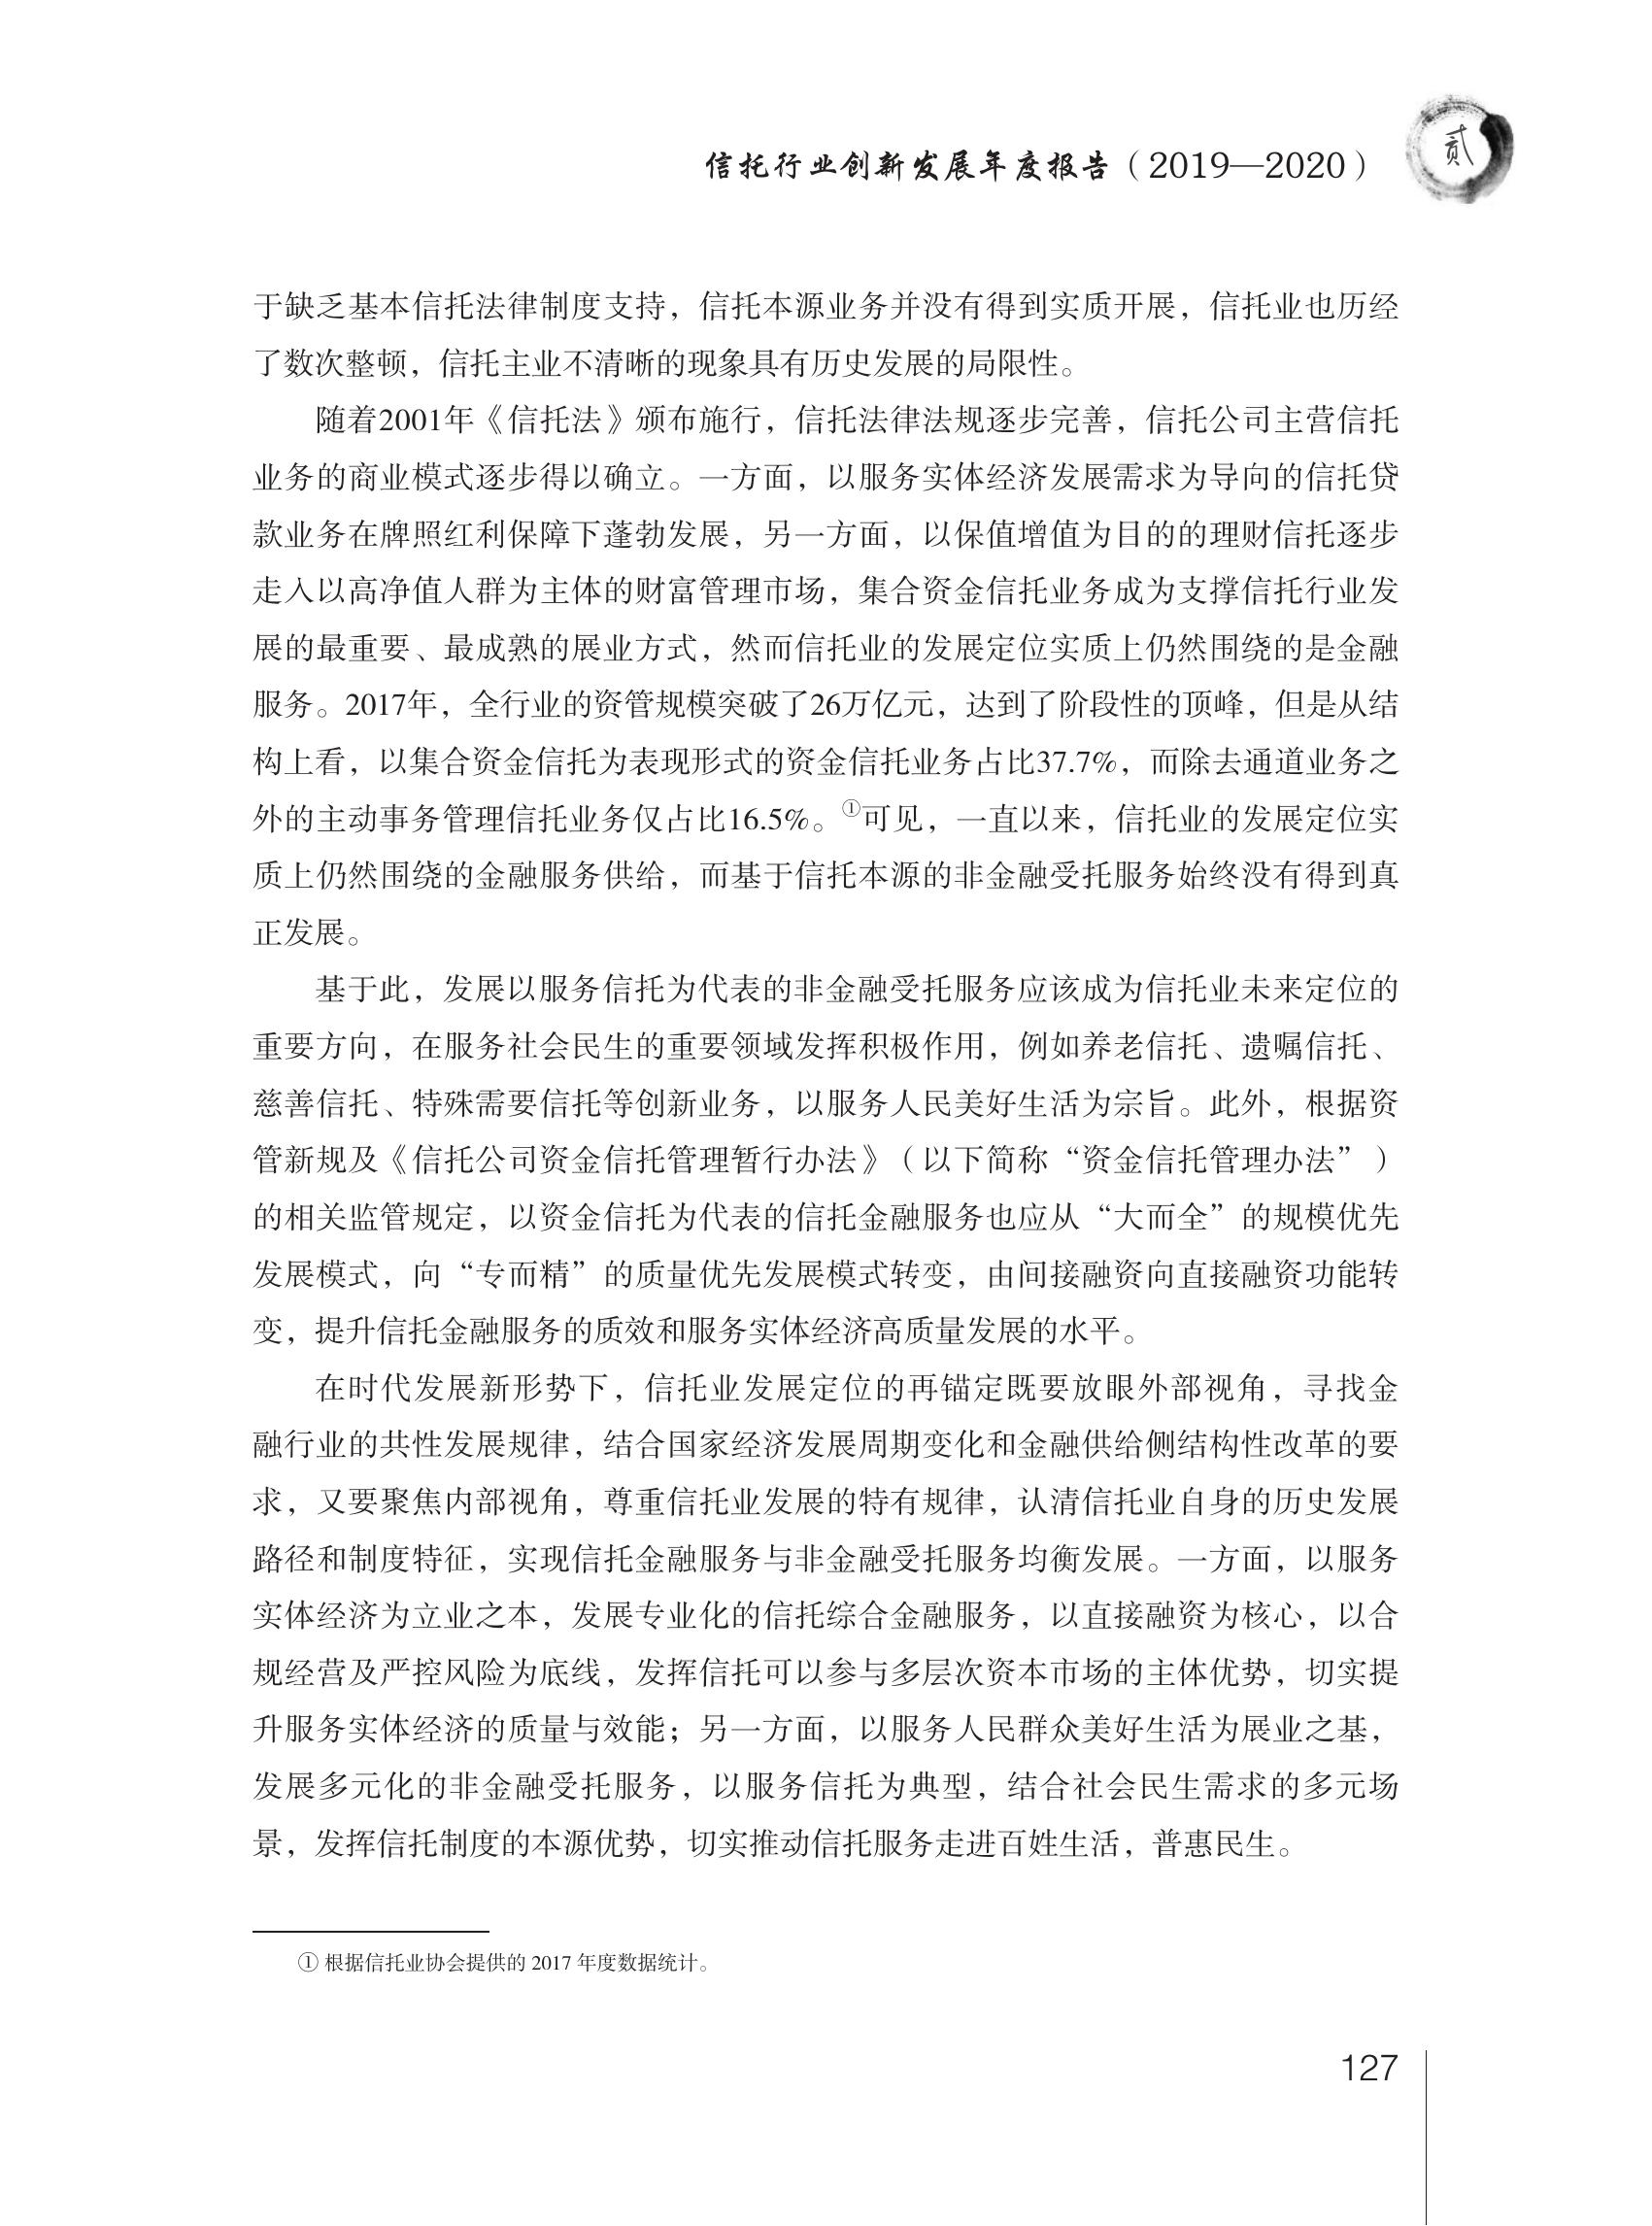 信托行业创新发展年度报告（2019—2020）
贰
于缺乏基本信托法律制度支持，信托本源业务并没有得到实质开展，信托业也历经
了数次整顿，信托主业不清晰的现象具有历史发展的局限性。
随着2001年《信托法》颁布施行，信托法律法规逐步完善，信托公司主营信托
业务的商业模式逐步得以确立。一方面，以服务实体经济发展需求为导向的信托贷
款业务在牌照红利保障下蓬勃发展，另一方面，以保值增值为目的的理财信托逐步
走入以高净值人群为主体的财富管理市场，集合资金信托业务成为支撑信托行业发
展的最重要、最成熟的展业方式，然而信托业的发展定位实质上仍然围绕的是金融
服务。2017年，全行业的资管规模突破了26万亿元，达到了阶段性的顶峰，但是从结
构上看，以集合资金信托为表现形式的资金信托业务占比37.7%，而除去通道业务之
外的主动事务管理信托业务仅占比16.5%。①可见，一直以来，信托业的发展定位实
质上仍然围绕的金融服务供给，而基于信托本源的非金融受托服务始终没有得到真
正发展。
基于此，发展以服务信托为代表的非金融受托服务应该成为信托业未来定位的
重要方向，在服务社会民生的重要领域发挥积极作用，例如养老信托、遗嘱信托、
慈善信托、特殊需要信托等创新业务，以服务人民美好生活为宗旨。此外，根据资
管新规及《信托公司资金信托管理暂行办法》（以下简称“资金信托管理办法”）
的相关监管规定，以资金信托为代表的信托金融服务也应从“大而全”的规模优先
发展模式，向“专而精”的质量优先发展模式转变，由间接融资向直接融资功能转
变，提升信托金融服务的质效和服务实体经济高质量发展的水平。
在时代发展新形势下，信托业发展定位的再锚定既要放眼外部视角，寻找金
融行业的共性发展规律，结合国家经济发展周期变化和金融供给侧结构性改革的要
求，又要聚焦内部视角，尊重信托业发展的特有规律，认清信托业自身的历史发展
路径和制度特征，实现信托金融服务与非金融受托服务均衡发展。一方面，以服务
实体经济为立业之本，发展专业化的信托综合金融服务，以直接融资为核心，以合
规经营及严控风险为底线，发挥信托可以参与多层次资本市场的主体优势，切实提
升服务实体经济的质量与效能；另一方面，以服务人民群众美好生活为展业之基，
发展多元化的非金融受托服务，以服务信托为典型，结合社会民生需求的多元场
景，发挥信托制度的本源优势，切实推动信托服务走进百姓生活，普惠民生。
① 根据信托业协会提供的 2017 年度数据统计。
127